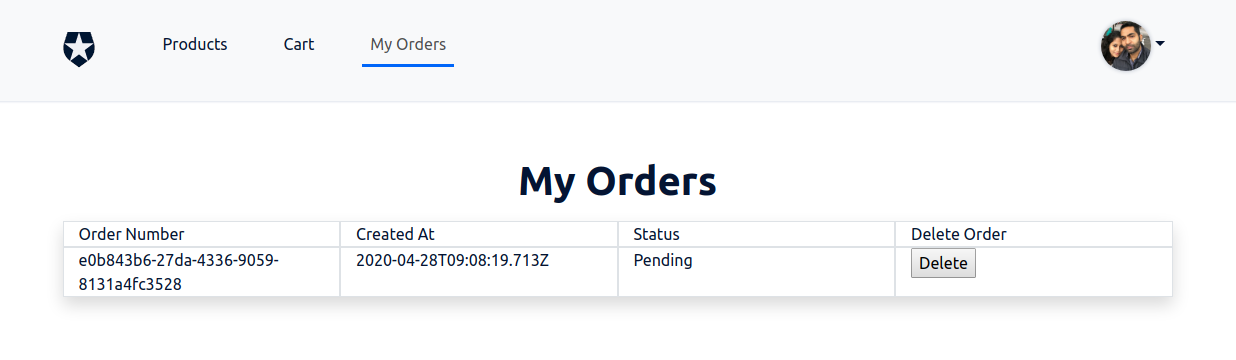 Products Cart My Orders
My Orders
Order Number Created At Status Delete Order
e0b843b6-27da-4336-9059- 2020-04-28T09:08:19.713Z Pending Delete
8131a4fc3528